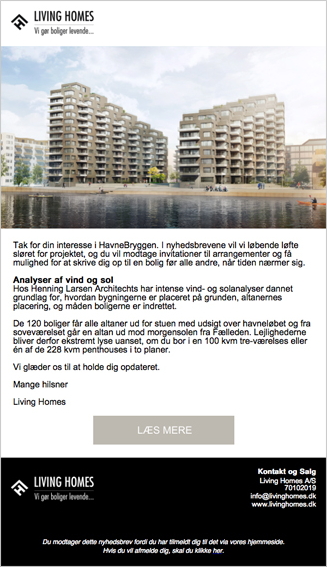 LIVING HOMES
Vi gør boliger levende...
Tak for din interesse i HavneBryggen. I nyhedsbrevene vil vi løbende løfte
sløret for projektet, og du vil modtage invitationer til arrangementer og få
mulighed for at skrive dig op til en bolig før alle andre, når tiden nærmer sig.
Analyser af vind og sol
Hos Henning Larsen Architechts har intense vind- og solanalyser dannet
grundlag for, hvordan bygningerne er placeret på grunden, altanernes
placering, og måden boligerne er indrettet.
De 120 boliger får alle altaner ud for stuen med udsigt over havneløbet og fra
soveværelset går en altan ud mod morgensolen fra Fælleden. Lejlighederne
bliver derfor ekstremt lyse uanset, om du bor i en 100 kvm tre-værelses eller
én af de 228 kvm penthouses i to planer.
Vi glæder os til at holde dig opdateret.
Mange hilsner
Living Homes
LÆS MERE
LIVING HOMES
Vi gør boliger levende...
Kontakt og Salg
Living Homes A/S
70102019
info@livinghomes.dk
www.livinghomes.dk
Du modtager dette nyhedsbrev fordi du har tilmeldt dig til det via vores hjemmeside.
Hvis du vil afmelde dig, skal du klikke her.